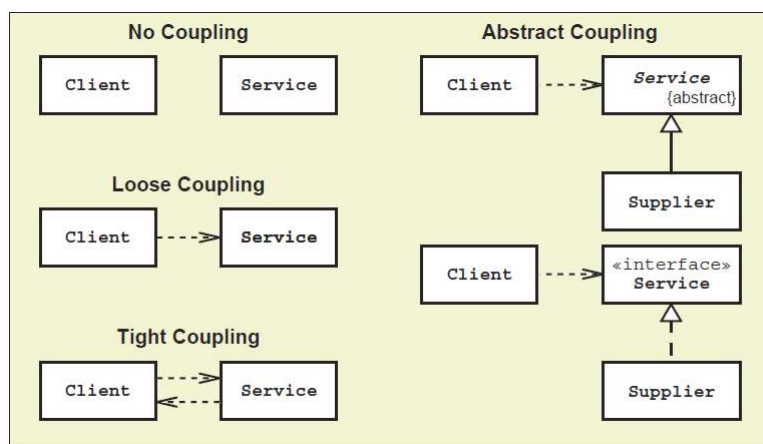 No Coupling
Client
Service
Loose Coupling
Client
Service
Tight Coupling
Client
Service
Abstract Coupling
Client
Service
{abstract}
Supplier
Client
«interface»
Service
Supplier